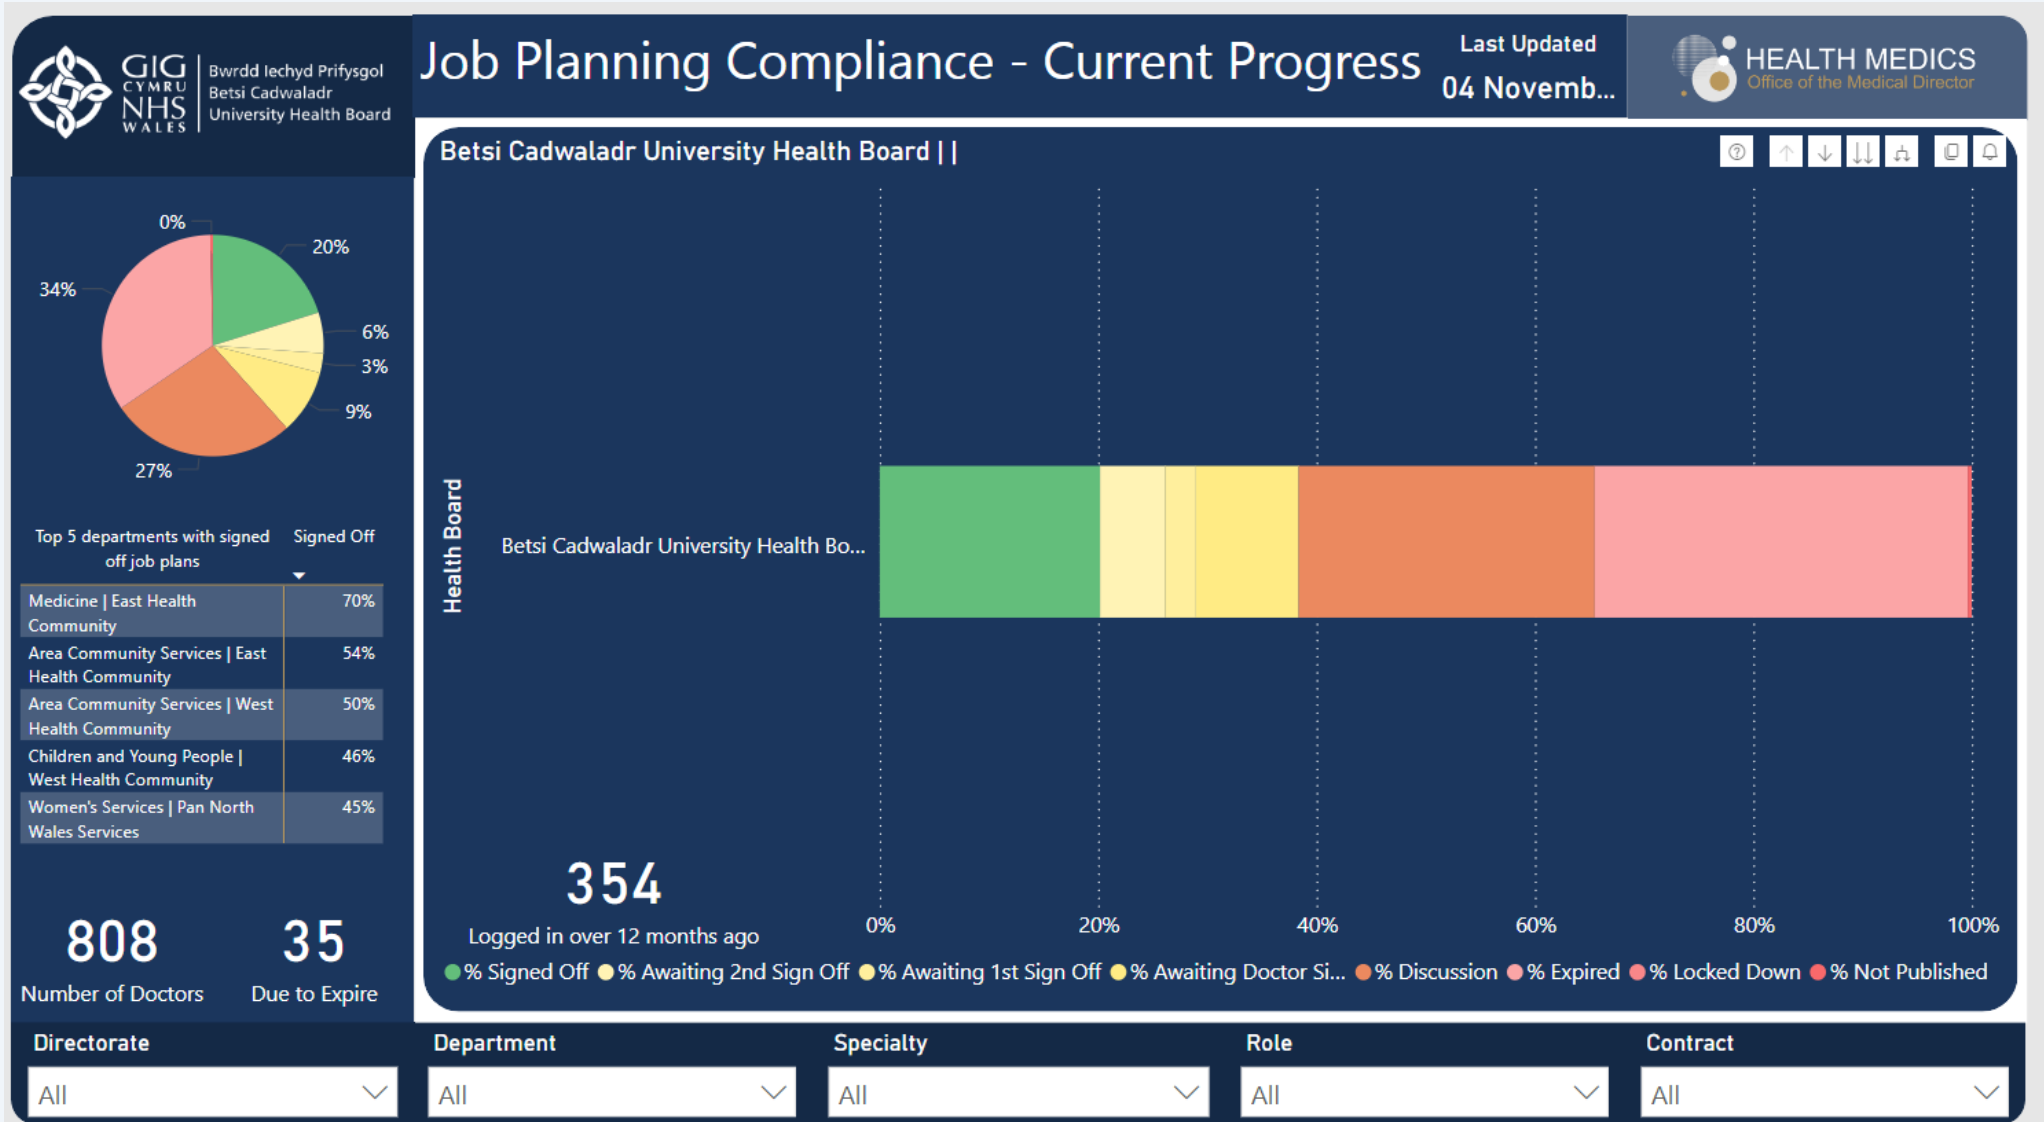 GIG
CYMRU
NHS
WALES
Bwrdd Iechyd Prifysgol
Betsi Cadwaladr
University Health Board
Job Planning Compliance - Current Progress
Last Updated
04 Novemb...
HEALTH MEDICS
Office of the Medical Director
Betsi Cadwaladr University Health Board | |
0%
20%
34%
6%
3%
9%
27%
Top 5 departments with signed
off job plans
Signed Off
Medicine | East Health
Community
70%
Area Community Services | East
Health Community
54%
Area Community Services | West
Health Community
50%
Children and Young People |
West Health Community
46%
Women's Services | Pan North
Wales Services
45%
808
Number of Doctors
35
Due to Expire
Health Board
Betsi Cadwaladr University Health Bo...
354
Logged in over 12 months ago
0% 20% 40% 60% 80% 100%
% Signed Off % Awaiting 2nd Sign Off % Awaiting 1st Sign Off % Awaiting Doctor Si... % Discussion % Expired % Locked Down % Not Published
Directorate
All
Department
All
Specialty
All
Role
All
Contract
All